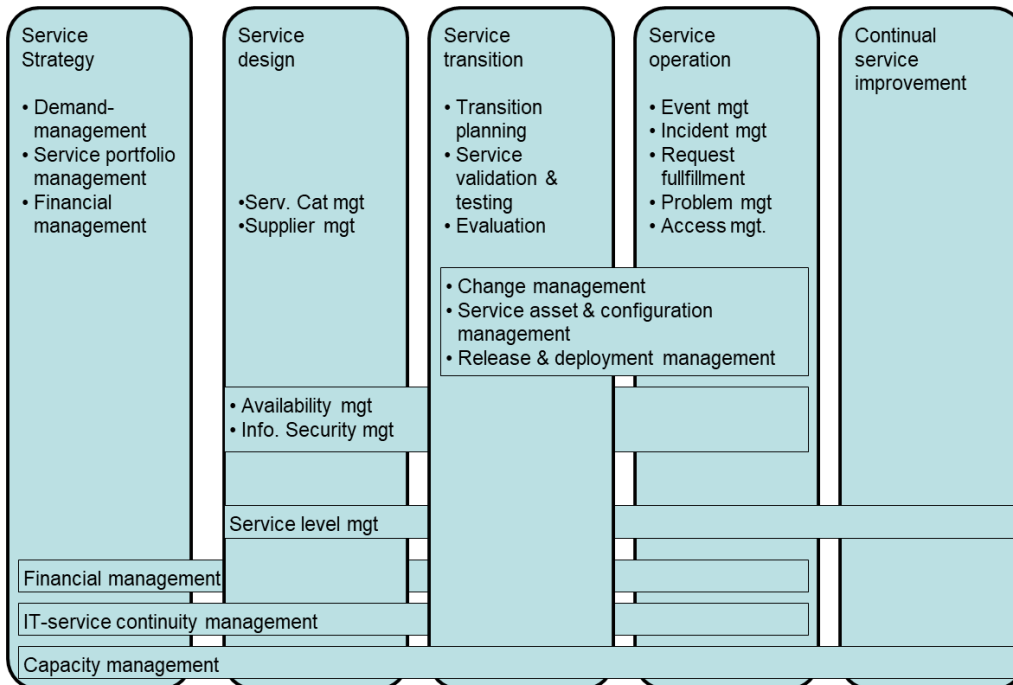 Service
Strategy
• Demand-
management
• Service portfolio
management
• Financial
management
Service
design
•Serv. Cat mgt
•Supplier mgt
Service
transition
• Transition
planning
• Service
validation &
testing
• Evaluation
Service
operation
• Event mgt
• Incident mgt
• Request
fullfillment
• Problem mgt
• Access mgt.
Continual
service
improvement
• Change management
• Service asset & configuration
management
• Release & deployment management
• Availability mgt
• Info. Security mgt
Service level mgt
Financial management
IT-service continuity management
Capacity management